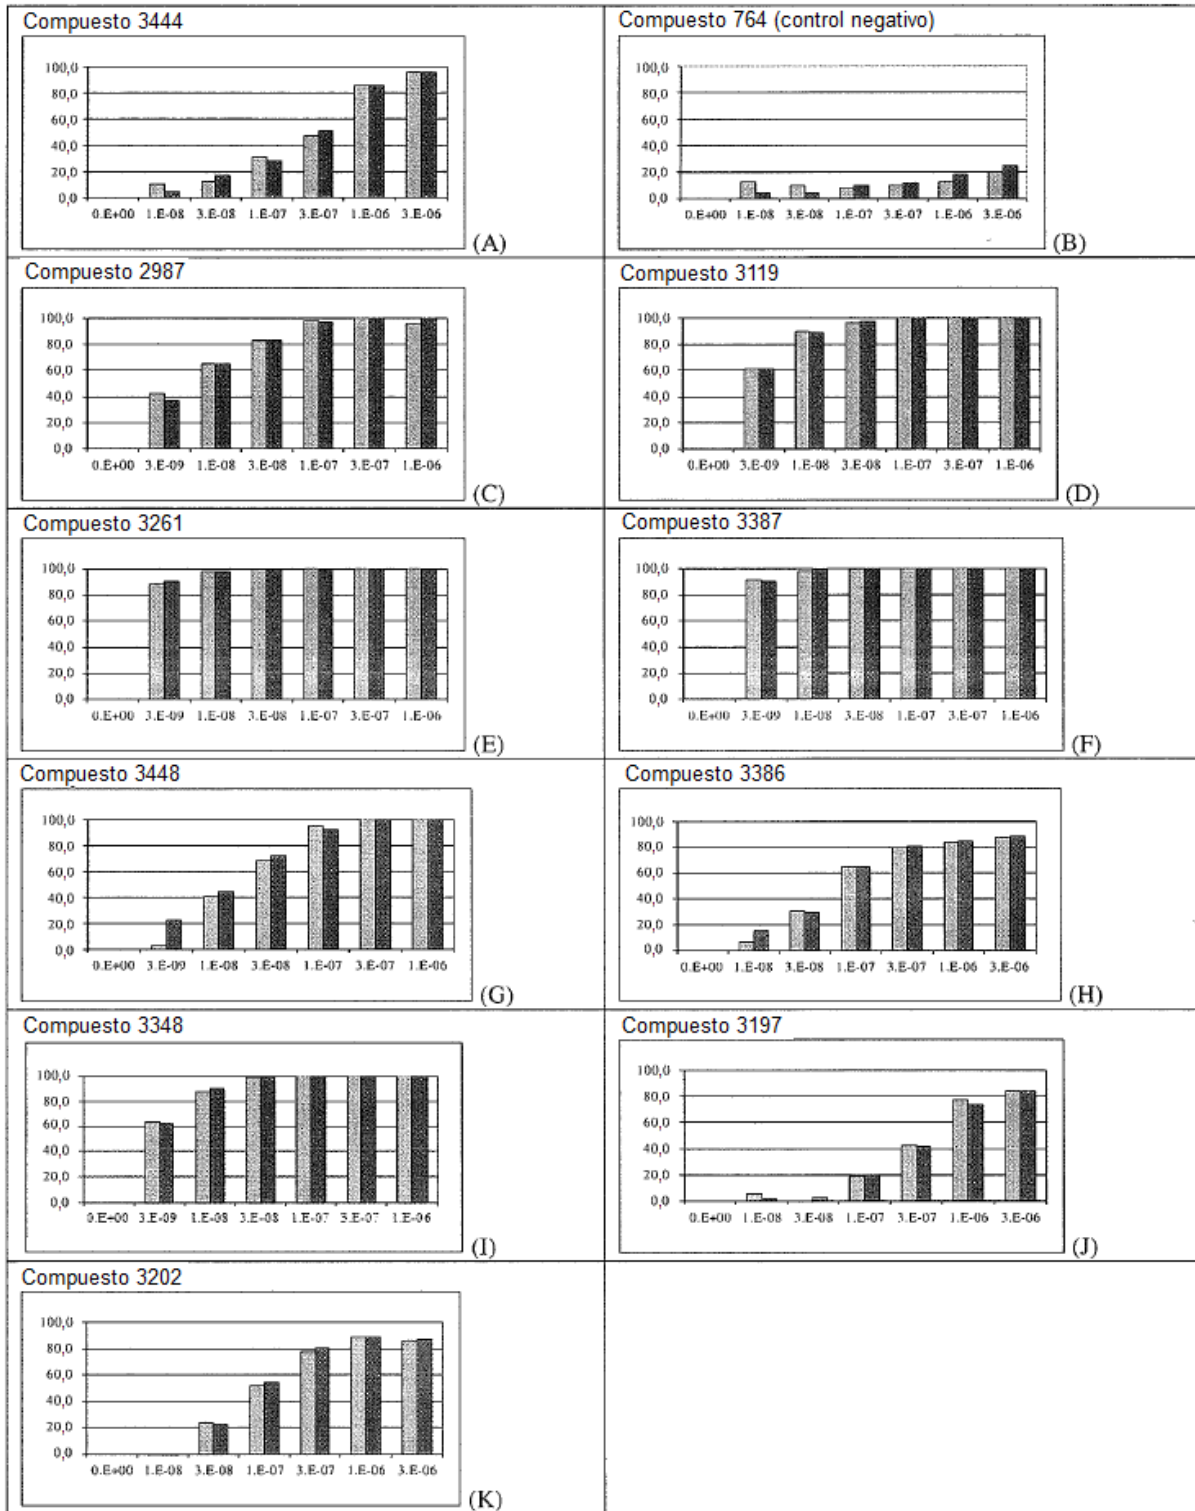 Compuesto 3444
100,0
80,0
60,0
40,0
20,0
0,0
0.E+00 1.E-08 3.E-08 1.E-07 3.E-07 1.E-06 3.E-06
(A)
Compuesto 764 (control negativo)
100,0
80,0
60,0
40,0
20,0
0,0
0.E+00 1.E-08 3.E-08 1.E-07 3.E-07 1.E-06 3.E-06
(B)
Compuesto 2987
100,0
80,0
60,0
40,0
20,0
0,0
0.E+00 3.E-09 1.E-08 3.E-08 1.E-07 3.E-07 1.E-06
(C)
Compuesto 3119
100,0
80,0
60,0
40,0
20,0
0,0
0.E+00 3.E-09 1.E-08 3.E-08 1.E-07 3.E-07 1.E-06
(D)
Compuesto 3261
100,0
80,0
60,0
40,0
20,0
0,0
0.E+00 3.E-09 1.E-08 3.E-08 1.E-07 3.E-07 1.E-06
(E)
Compuesto 3387
100,0
80,0
60,0
40,0
20,0
0,0
0.E+00 3.E-09 1.E-08 3.E-08 1.E-07 3.E-07 1.E-06
(F)
Compuesto 3448
100,0
80,0
60,0
40,0
20,0
0,0
0.E+00 3.E-09 1.E-08 3.E-08 1.E-07 3.E-07 1.E-06
(G)
Compuesto 3386
100,0
80,0
60,0
40,0
20,0
0,0
0.E+00 1.E-08 3.E-08 1.E-07 3.E-07 1.E-06 3.E-06
(H)
Compuesto 3348
100,0
80,0
60,0
40,0
20,0
0,0
0.E+00 3.E-09 1.E-08 3.E-08 1.E-07 3.E-07 1.E-06
(I)
Compuesto 3197
100,0
80,0
60,0
40,0
20,0
0,0
0.E+00 1.E-08 3.E-08 1.E-07 3.E-07 1.E-06 3.E-06
(J)
Compuesto 3202
100,0
80,0
60,0
40,0
20,0
0,0
0.E+00 1.E-08 3.E-08 1.E-07 3.E-07 1.E-06 3.E-06
(K)